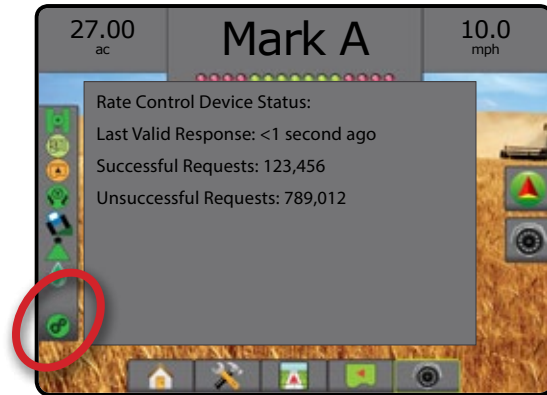 27.00
ac
Mark A
10.0
mph
Rate Control Device Status:
Last Valid Response: <1 second ago
Successful Requests: 123,456
Unsuccessful Requests: 789,012